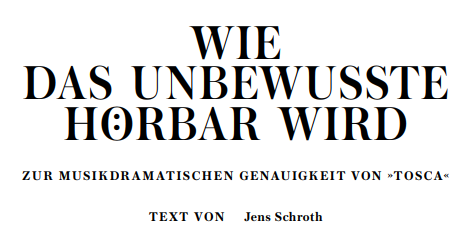 WIE
DAS UNBEWUSSTE
HÖRBAR WIRD
ZUR MUSIKDRAMATISCHEN GENAUIGKEIT VON »TOSCA«
TEXT VON Jens Schroth